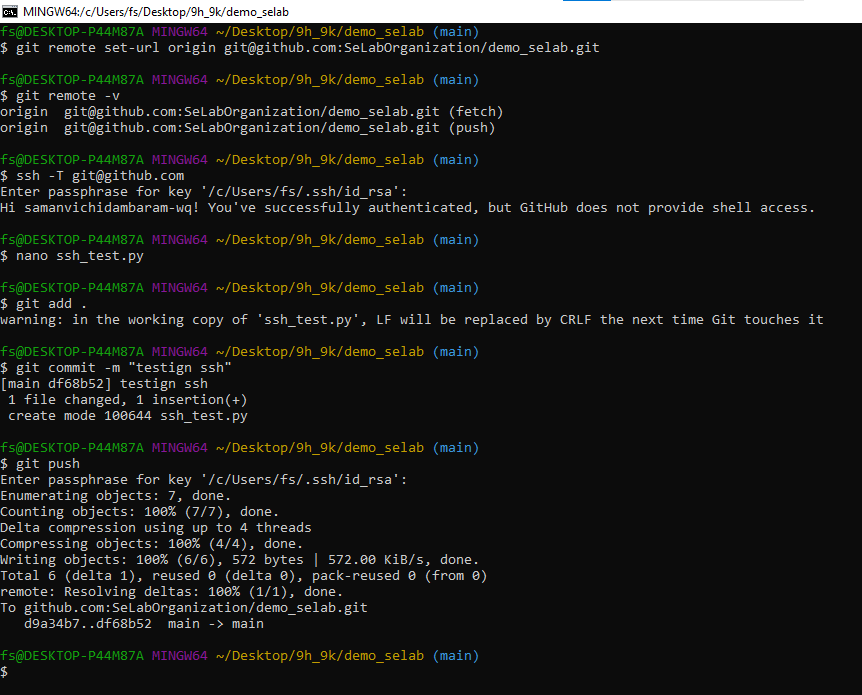 MINGW64:/c/Users/fs/Desktop/9h_9k/demo_selab
fs@DESKTOP-P44M87A MINGW64 ~/Desktop/9h_9k/demo_selab (main)
$ git remote set-url origin git@github.com:SeLabOrganization/demo_selab.git
fs@DESKTOP-P44M87A MINGW64 ~/Desktop/9h_9k/demo_selab (main)
$ git remote -v
origin  git@github.com:SeLabOrganization/demo_selab.git (fetch)
origin  git@github.com:SeLabOrganization/demo_selab.git (push)
fs@DESKTOP-P44M87A MINGW64 ~/Desktop/9h_9k/demo_selab (main)
$ ssh -T git@github.com
Enter passphrase for key '/c/Users/fs/.ssh/id_rsa':
Hi samanvichidambaram-wq! You've successfully authenticated, but GitHub does not provide shell access.
fs@DESKTOP-P44M87A MINGW64 ~/Desktop/9h_9k/demo_selab (main)
$ nano ssh_test.py
fs@DESKTOP-P44M87A MINGW64 ~/Desktop/9h_9k/demo_selab (main)
$ git add .
warning: in the working copy of 'ssh_test.py', LF will be replaced by CRLF the next time Git touches it
fs@DESKTOP-P44M87A MINGW64 ~/Desktop/9h_9k/demo_selab (main)
$ git commit -m "testign ssh"
[main df68b52] testign ssh
 1 file changed, 1 insertion(+)
 create mode 100644 ssh_test.py
fs@DESKTOP-P44M87A MINGW64 ~/Desktop/9h_9k/demo_selab (main)
$ git push
Enter passphrase for key '/c/Users/fs/.ssh/id_rsa':
Enumerating objects: 7, done.
Counting objects: 100% (7/7), done.
Delta compression using up to 4 threads
Compressing objects: 100% (4/4), done.
Writing objects: 100% (6/6), 572 bytes | 572.00 KiB/s, done.
Total 6 (delta 1), reused 0 (delta 0), pack-reused 0 (from 0)
remote: Resolving deltas: 100% (1/1), done.
To github.com:SeLabOrganization/demo_selab.git
   d9a34b7..df68b52  main -> main
fs@DESKTOP-P44M87A MINGW64 ~/Desktop/9h_9k/demo_selab (main)
$